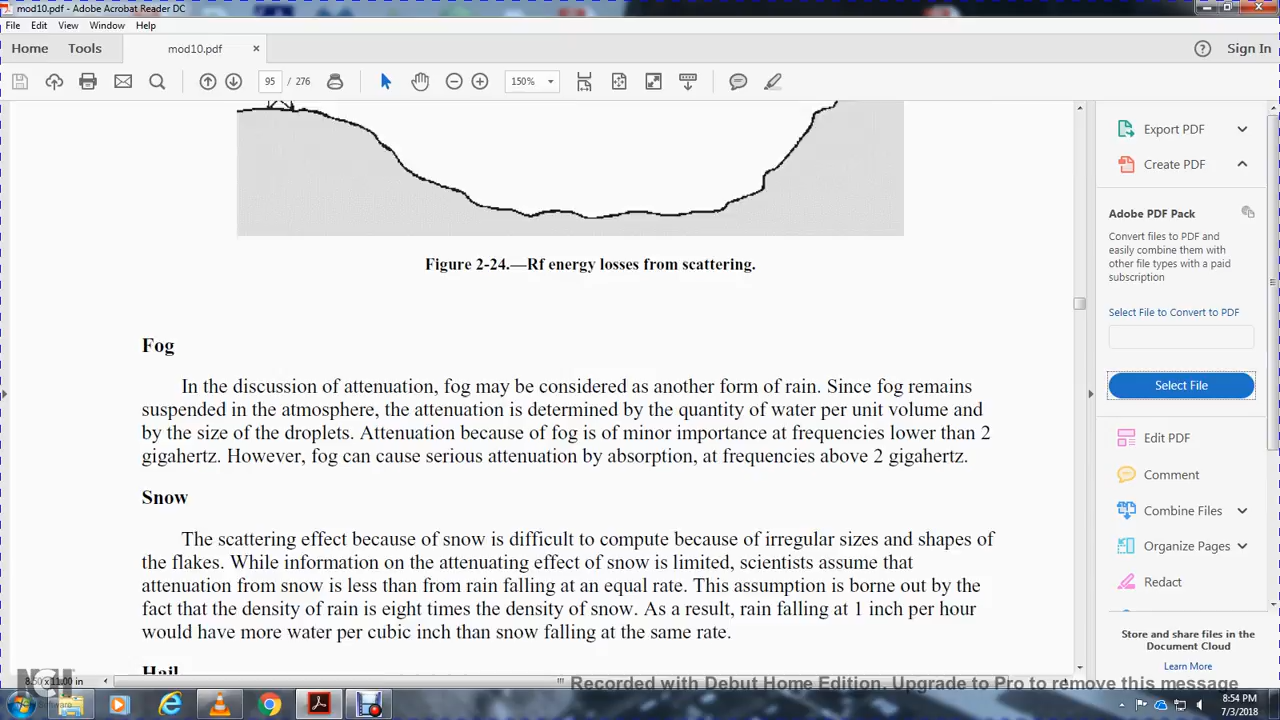 mod10.pdf - Adobe Acrobat Reader DC
File Edit View Window Help
Home Tools mod10.pdf × Sign In
95 / 276 150%
Figure 2-24.—Rf energy losses from scattering.
Fog
In the discussion of attenuation, fog may be considered as another form of rain. Since fog remains
suspended in the atmosphere, the attenuation is determined by the quantity of water per unit volume and
by the size of the droplets. Attenuation because of fog is of minor importance at frequencies lower than 2
gigahertz. However, fog can cause serious attenuation by absorption, at frequencies above 2 gigahertz.
Snow
The scattering effect because of snow is difficult to compute because of irregular sizes and shapes of
the flakes. While information on the attenuating effect of snow is limited, scientists assume that
attenuation from snow is less than from rain falling at an equal rate. This assumption is borne out by the
fact that the density of rain is eight times the density of snow. As a result, rain falling at 1 inch per hour
would have more water per cubic inch than snow falling at the same rate.
Hail
Export PDF
Create PDF
Adobe PDF Pack
Convert files to PDF and
easily combine them with
other file types with a paid
subscription
Select File to Convert to PDF
Select File
Edit PDF
Comment
Combine Files
Organize Pages
Redact
Store and share files in the
Document Cloud
Learn More
8.50 x 11.00 in
NCH
Software
Recorded with Debut Home Edition. Upgrade to Pro to remove this message
8:54 PM
7/3/2018